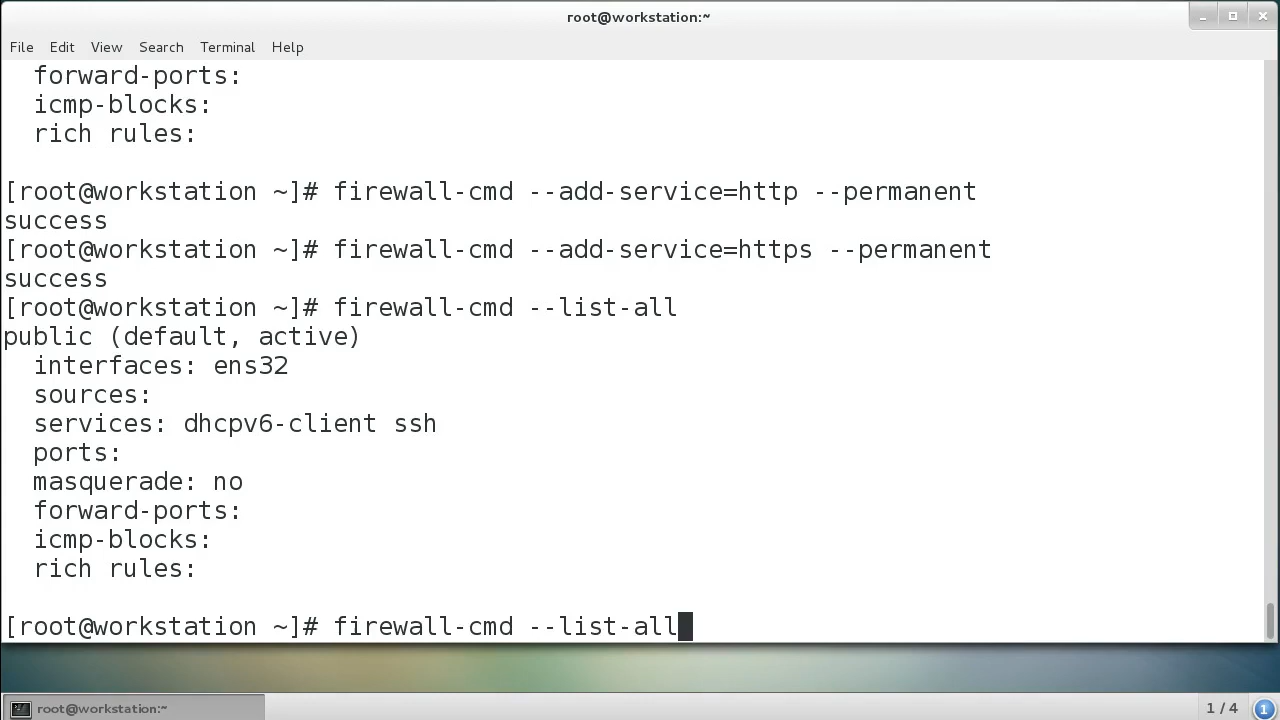 root@workstation:~
File Edit View Search Terminal Help
forward-ports:
icmp-blocks:
rich rules:
[root@workstation ~]# firewall-cmd --add-service=http --permanent
success
[root@workstation ~]# firewall-cmd --add-service=https --permanent
success
[root@workstation ~]# firewall-cmd --list-all
public (default, active)
interfaces: ens32
sources:
services: dhcpv6-client ssh
ports:
masquerade: no
forward-ports:
icmp-blocks:
rich rules:
[root@workstation ~]# firewall-cmd --list-all
root@workstation:~
1 / 4
1